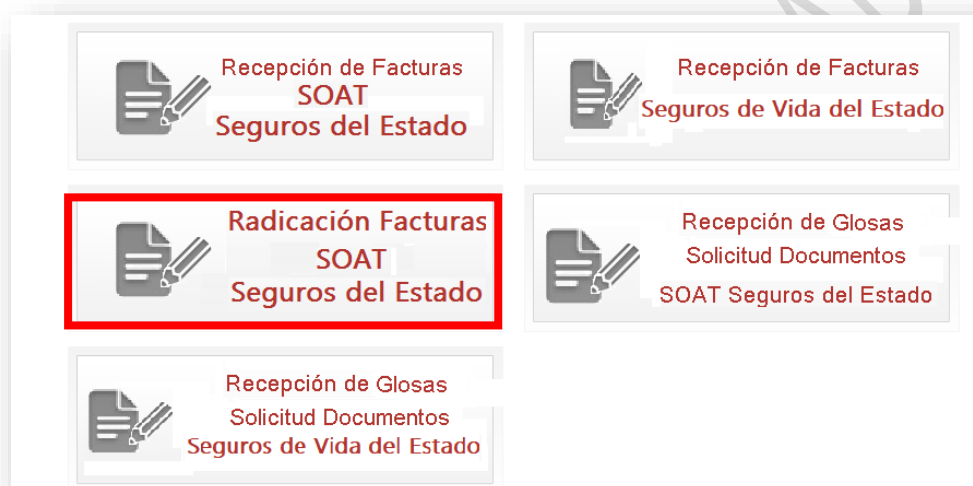 Recepción de Facturas
SOAT
Seguros del Estado
Recepción de Facturas
Seguros de Vida del Estado
Radicación Facturas
SOAT
Seguros del Estado
Recepción de Glosas
Solicitud Documentos
SOAT Seguros del Estado
Recepción de Glosas
Solicitud Documentos
Seguros de Vida del Estado